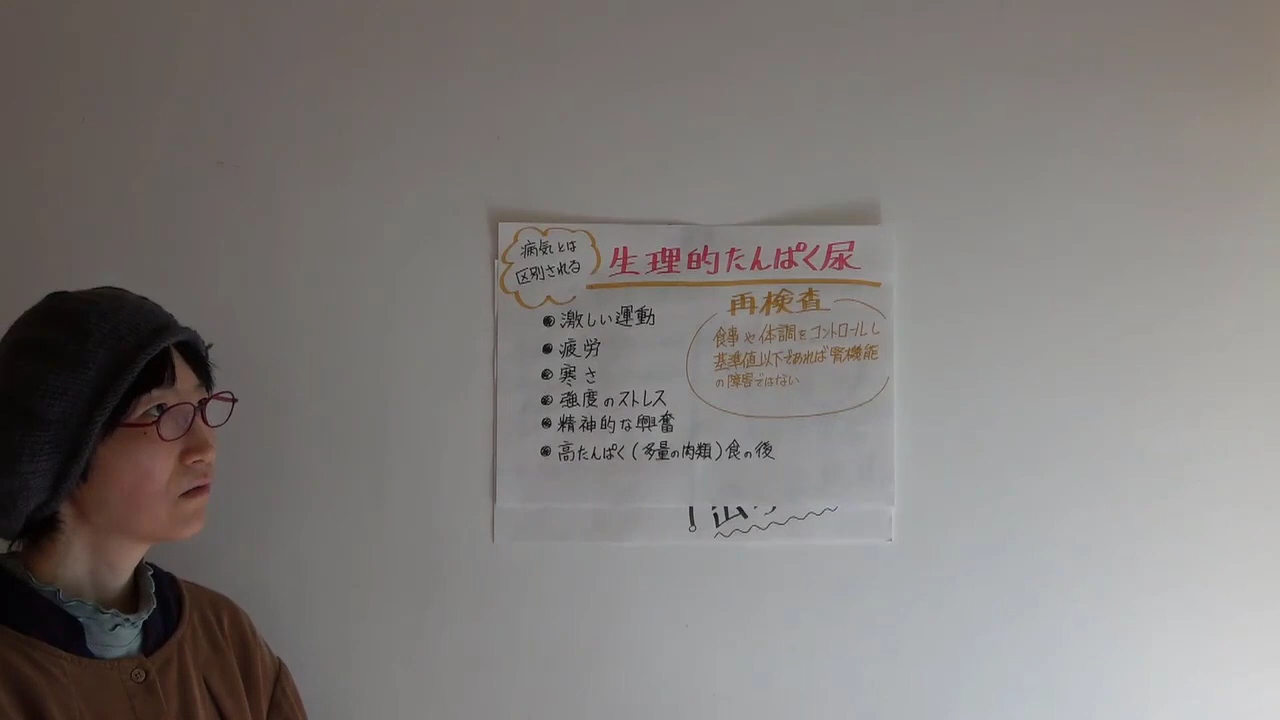 病気とは
区別される
生理的たんぱく尿
激しい運動
疲労
寒さ
強度のストレス
精神的な興奮
高たんぱく(多量の肉類)食の後
再検査
食事や体調をコントロールし
基準値以下であれば腎機能
の障害ではない